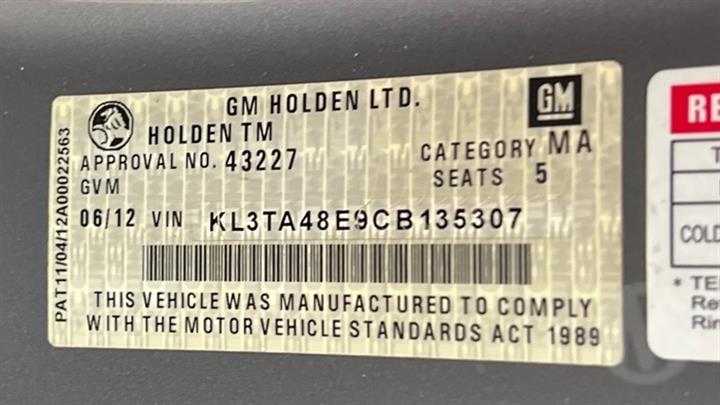 GM HOLDEN LTD.
GM
HOLDEN TM
APPROVAL NO. 43227
CATEGORY MA
GVM
SEATS 5
06/12 VIN KL3TA48E9CB135307
THIS VEHICLE WAS MANUFACTURED TO COMPLY
WITH THE MOTOR VEHICLE STANDARDS ACT 1989
PAT11/04/12A00022563
RE
T
COLD
* TE
Re
Rin